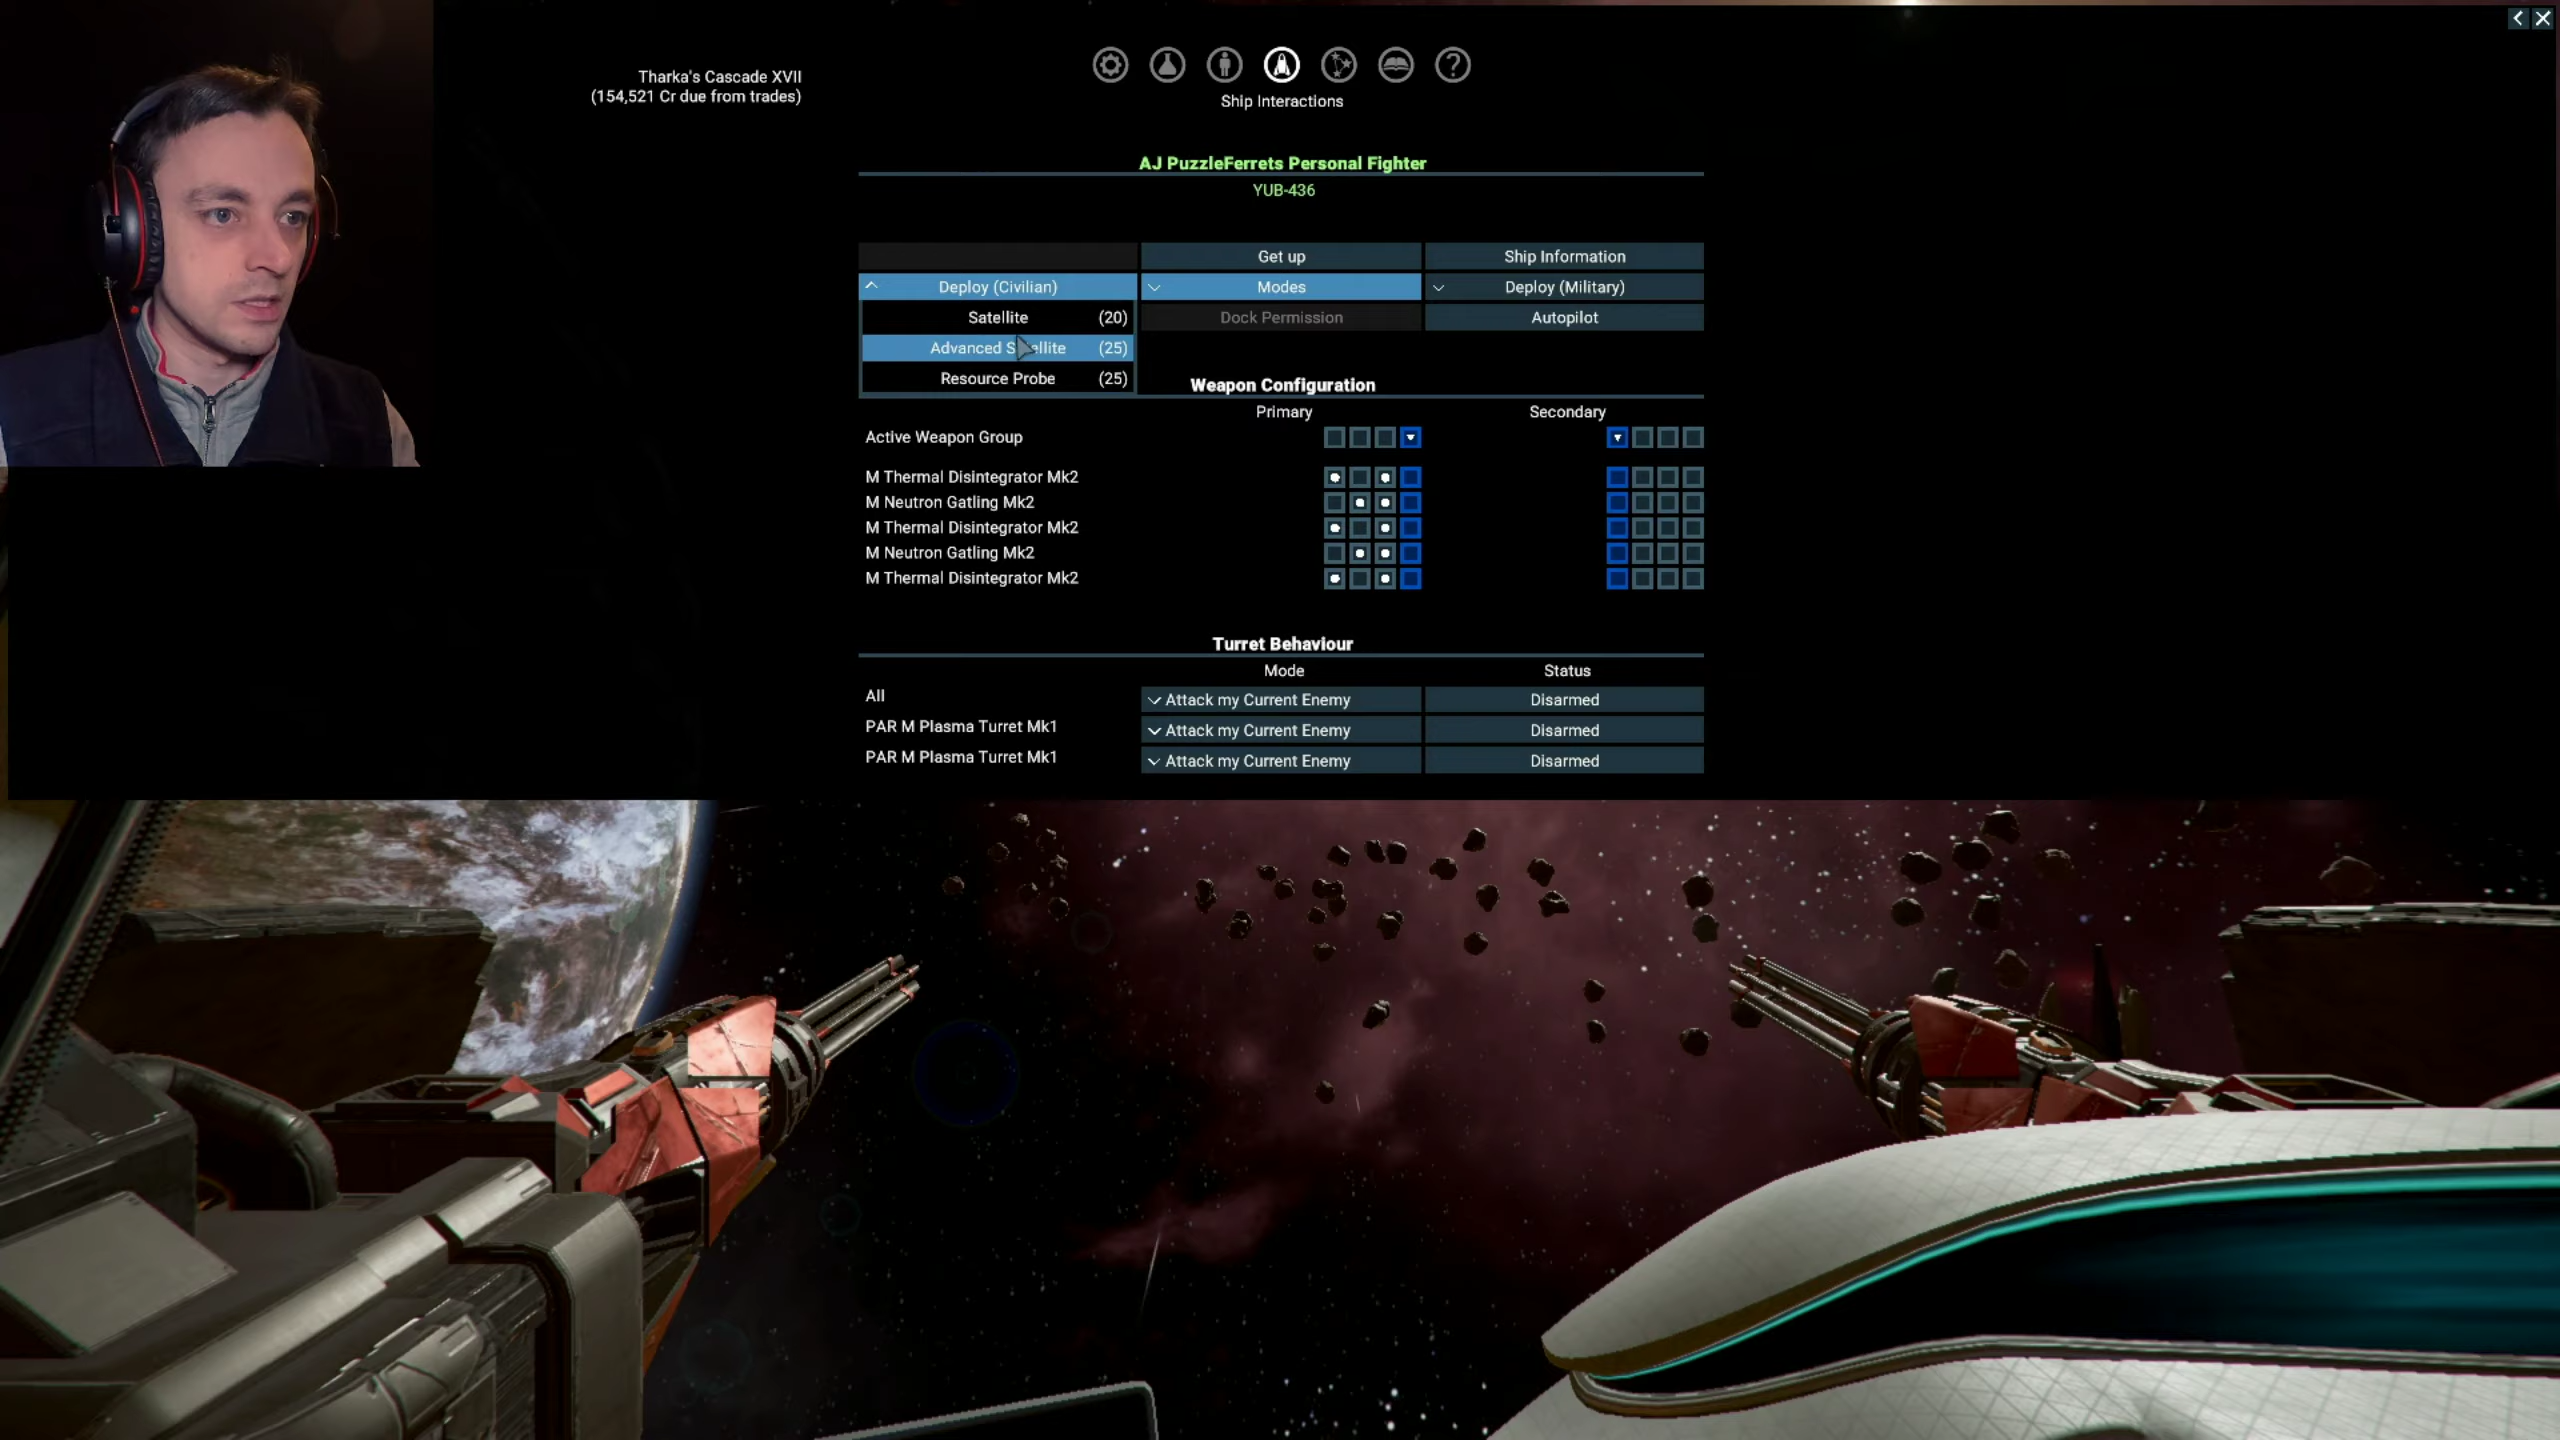 Tharka's Cascade XVII
(154,521 Cr due from trades)
Ship Interactions
AJ PuzzleFerrets Personal Fighter
YUB-436
Get up
Ship Information
Deploy (Civilian)
Modes
Deploy (Military)
Satellite (20)
Dock Permission
Autopilot
Advanced Satellite (25)
Resource Probe (25)
Weapon Configuration
Primary
Secondary
Active Weapon Group
M Thermal Disintegrator Mk2
M Neutron Gatling Mk2
M Thermal Disintegrator Mk2
M Neutron Gatling Mk2
M Thermal Disintegrator Mk2
Turret Behaviour
Mode
Status
All
Attack my Current Enemy
Disarmed
PAR M Plasma Turret Mk1
Attack my Current Enemy
Disarmed
PAR M Plasma Turret Mk1
Attack my Current Enemy
Disarmed